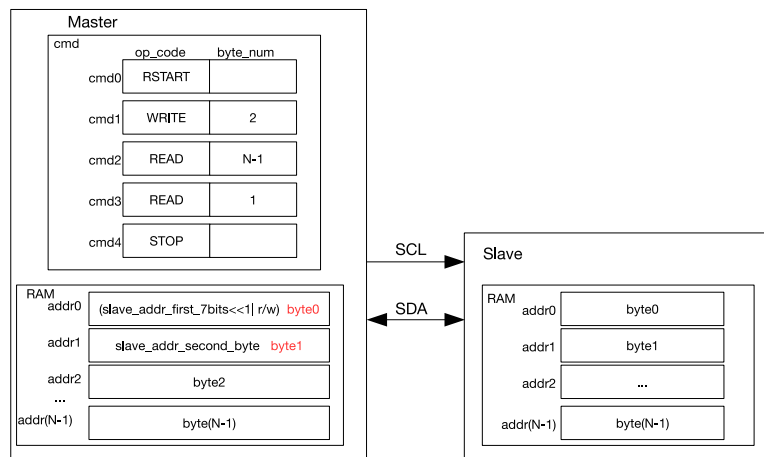 Master
cmd
op_code byte_num
cmd0 RSTART
cmd1 WRITE 2
cmd2 READ N-1
cmd3 READ 1
cmd4 STOP
RAM
addr0 (slave_addr_first_7bits<<1| r/w) byte0
addr1 slave_addr_second_byte byte1
addr2 byte2
...
addr(N-1) byte(N-1)
SCL
SDA
Slave
RAM
addr0 byte0
addr1 byte1
addr2 ...
addr(N-1) byte(N-1)